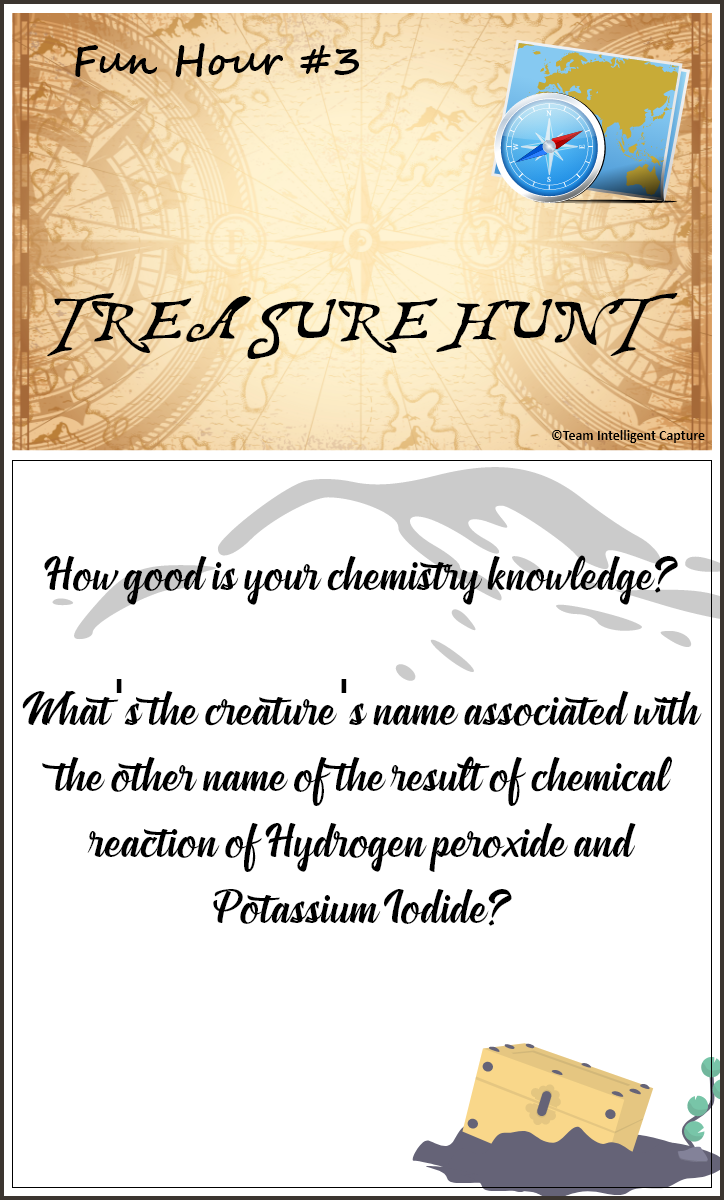 Fun Hour #3
N
W
E
S
E
W
TREASURE HUNT
©Team Intelligent Capture
How good is your chemistry knowledge?
What's the creature's name associated with
the other name of the result of chemical
reaction of Hydrogen peroxide and
Potassium Iodide?